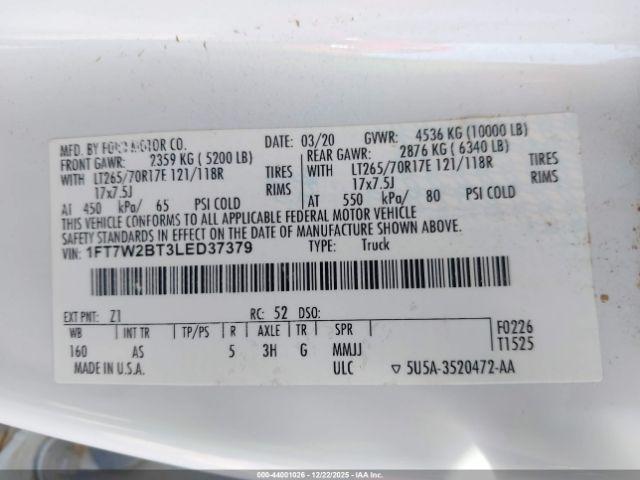 MFD. BY FORD MOTOR CO. DATE: 03/20 GVWR: 4536 KG (10000 LB)
FRONT GAWR: 2359 KG ( 5200 LB) REAR GAWR: 2876 KG ( 6340 LB)
WITH LT265/70R17E 121/118R TIRES WITH LT265/70R17E 121/118R TIRES
17x7.5J RIMS 17x7.5J RIMS
AT 450 kPa/ 65 PSI COLD AT 550 kPa/ 80 PSI COLD
THIS VEHICLE CONFORMS TO ALL APPLICABLE FEDERAL MOTOR VEHICLE
SAFETY STANDARDS IN EFFECT ON THE DATE OF MANUFACTURE SHOWN ABOVE.
VIN: 1FT7W2BT3LED37379 TYPE: Truck
EXT PNT: Z1 RC: 52 DSO: F0226
WB INT TR TP/PS R AXLE TR SPR T1525
160 AS 5 3H G MMJJ
MADE IN U.S.A. ULC ▽ 5U5A-3520472-AA
000-44001026 - 12/22/2025 - IAAI.CA